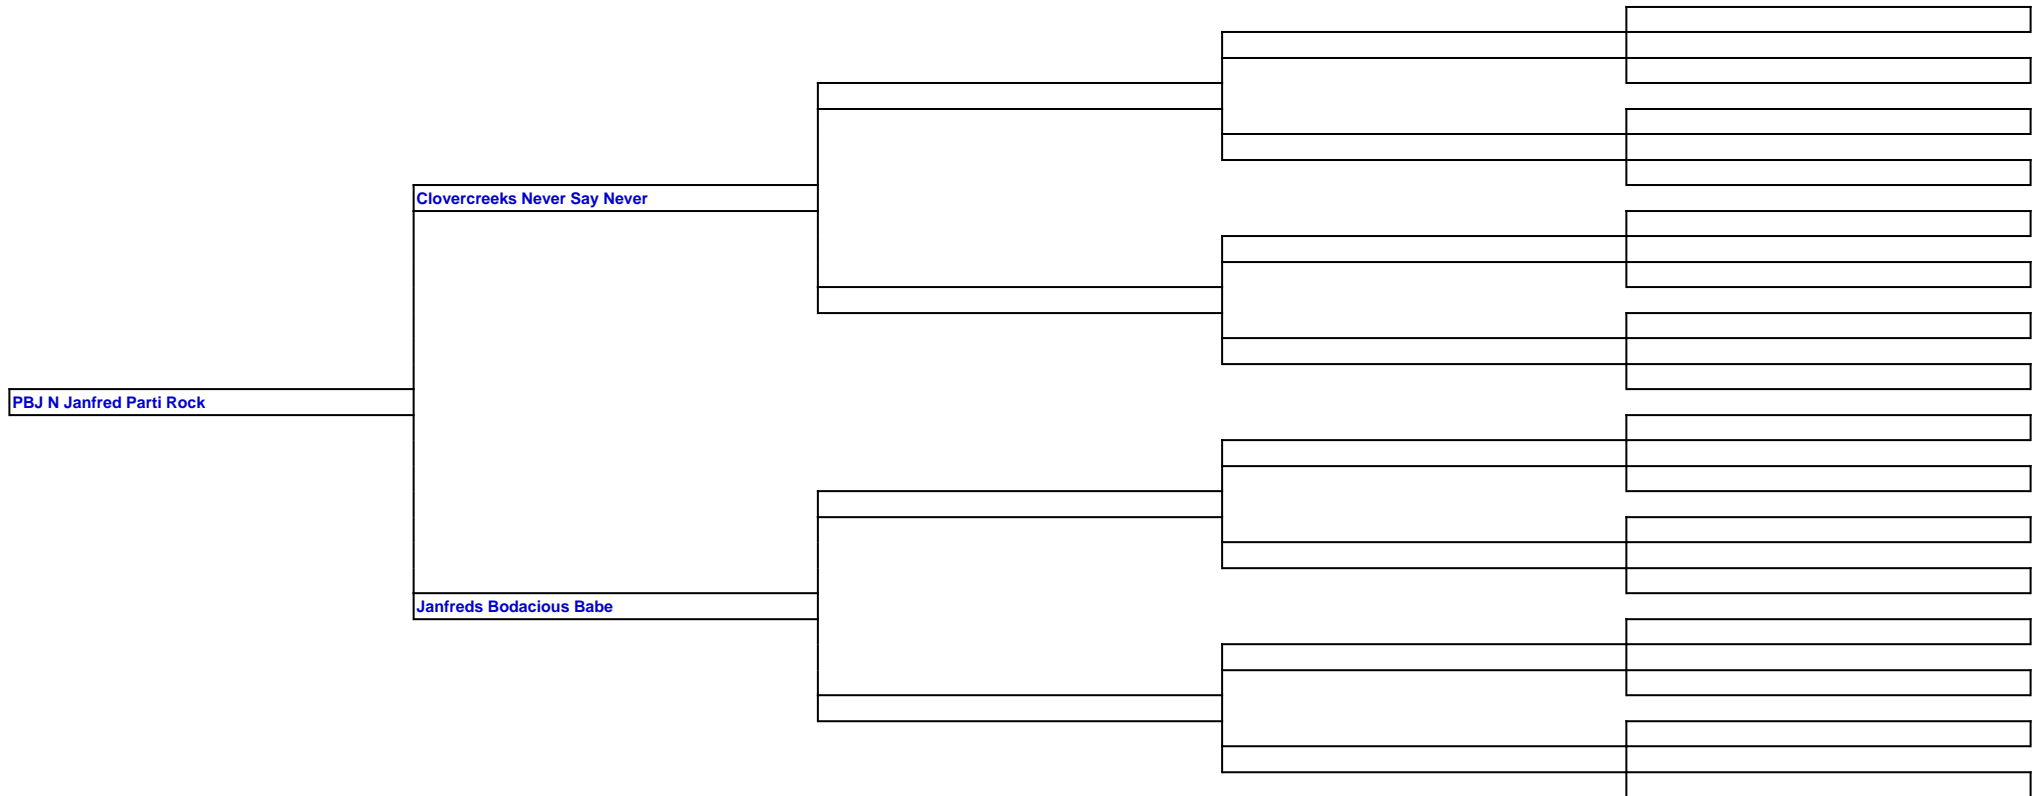 Clovercreeks Never Say Never
PBJ N Janfred Parti Rock
Janfreds Bodacious Babe